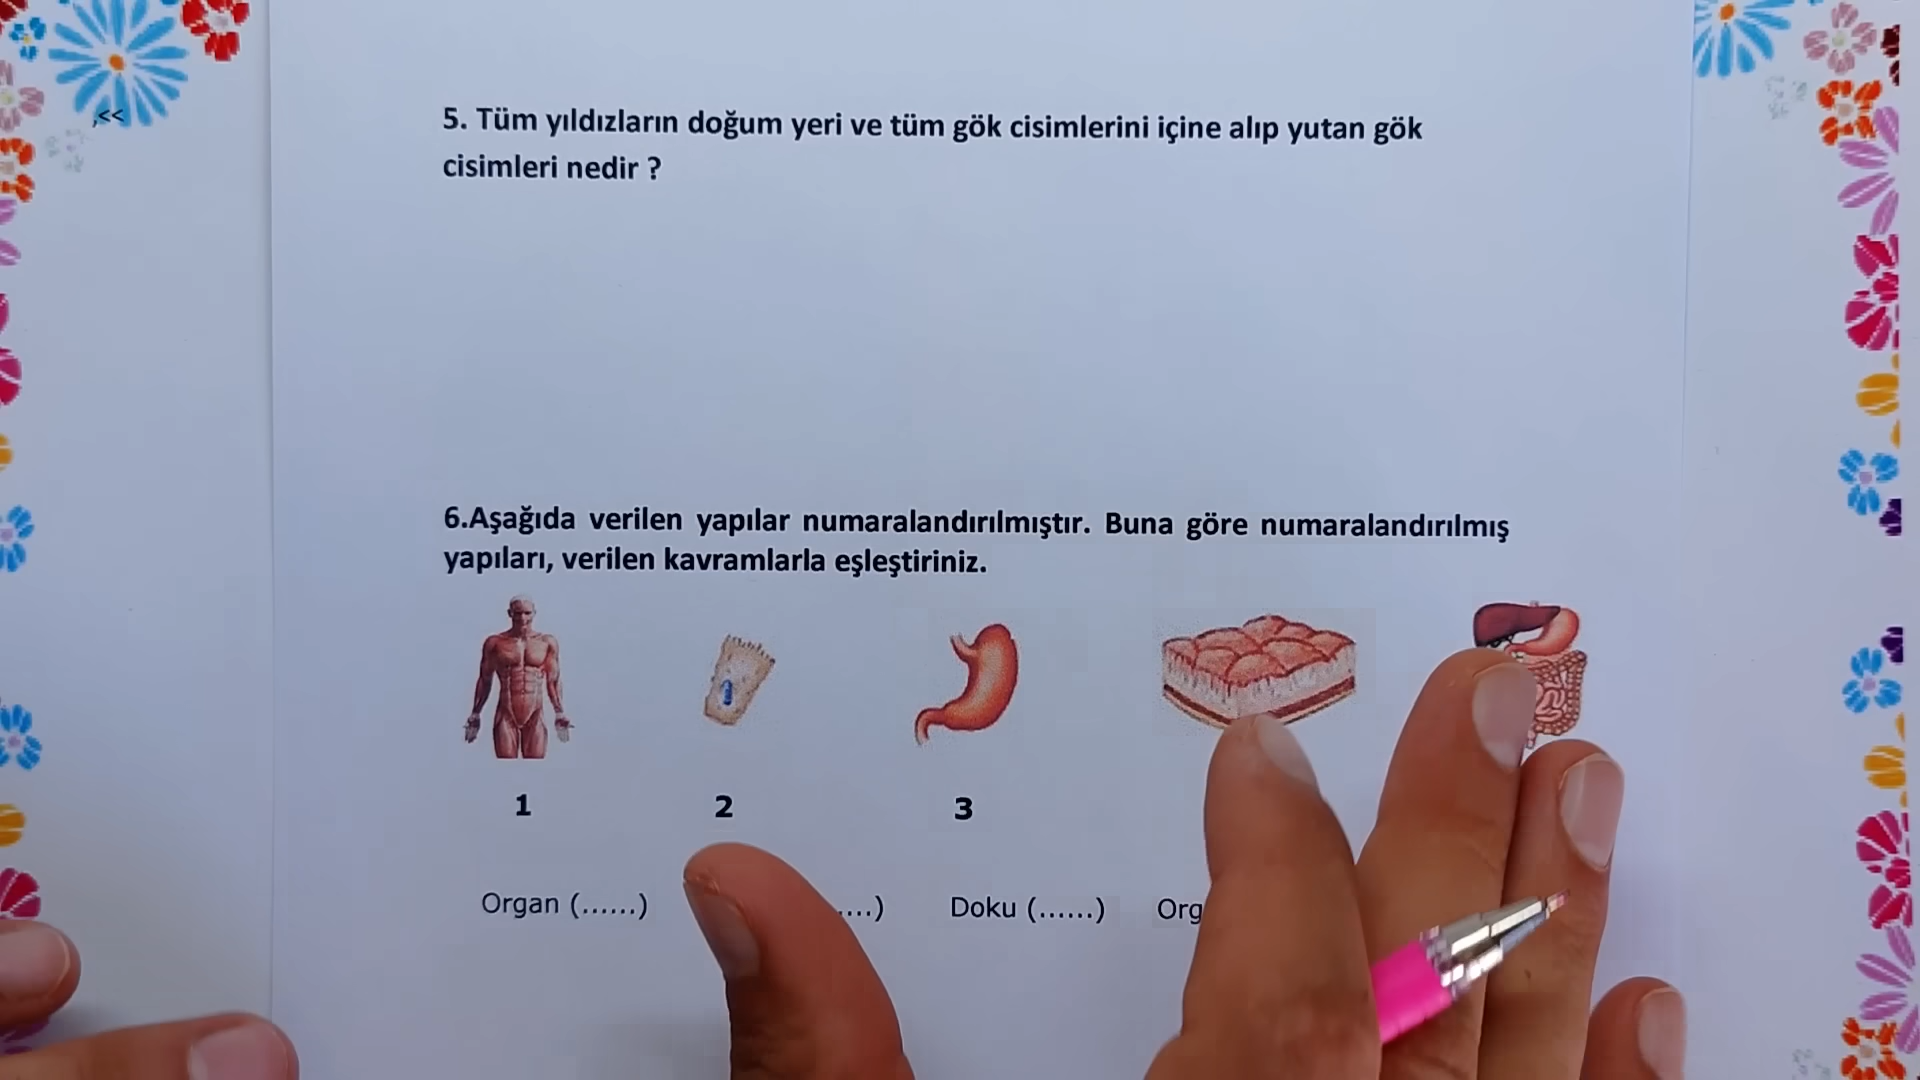 ,<<
5. Tüm yıldızların doğum yeri ve tüm gök cisimlerini içine alıp yutan gök
cisimleri nedir ?
6.Aşağıda verilen yapılar numaralandırılmıştır. Buna göre numaralandırılmış
yapıları, verilen kavramlarla eşleştiriniz.
1 2 3
Organ (......) ....) Doku (......) Org